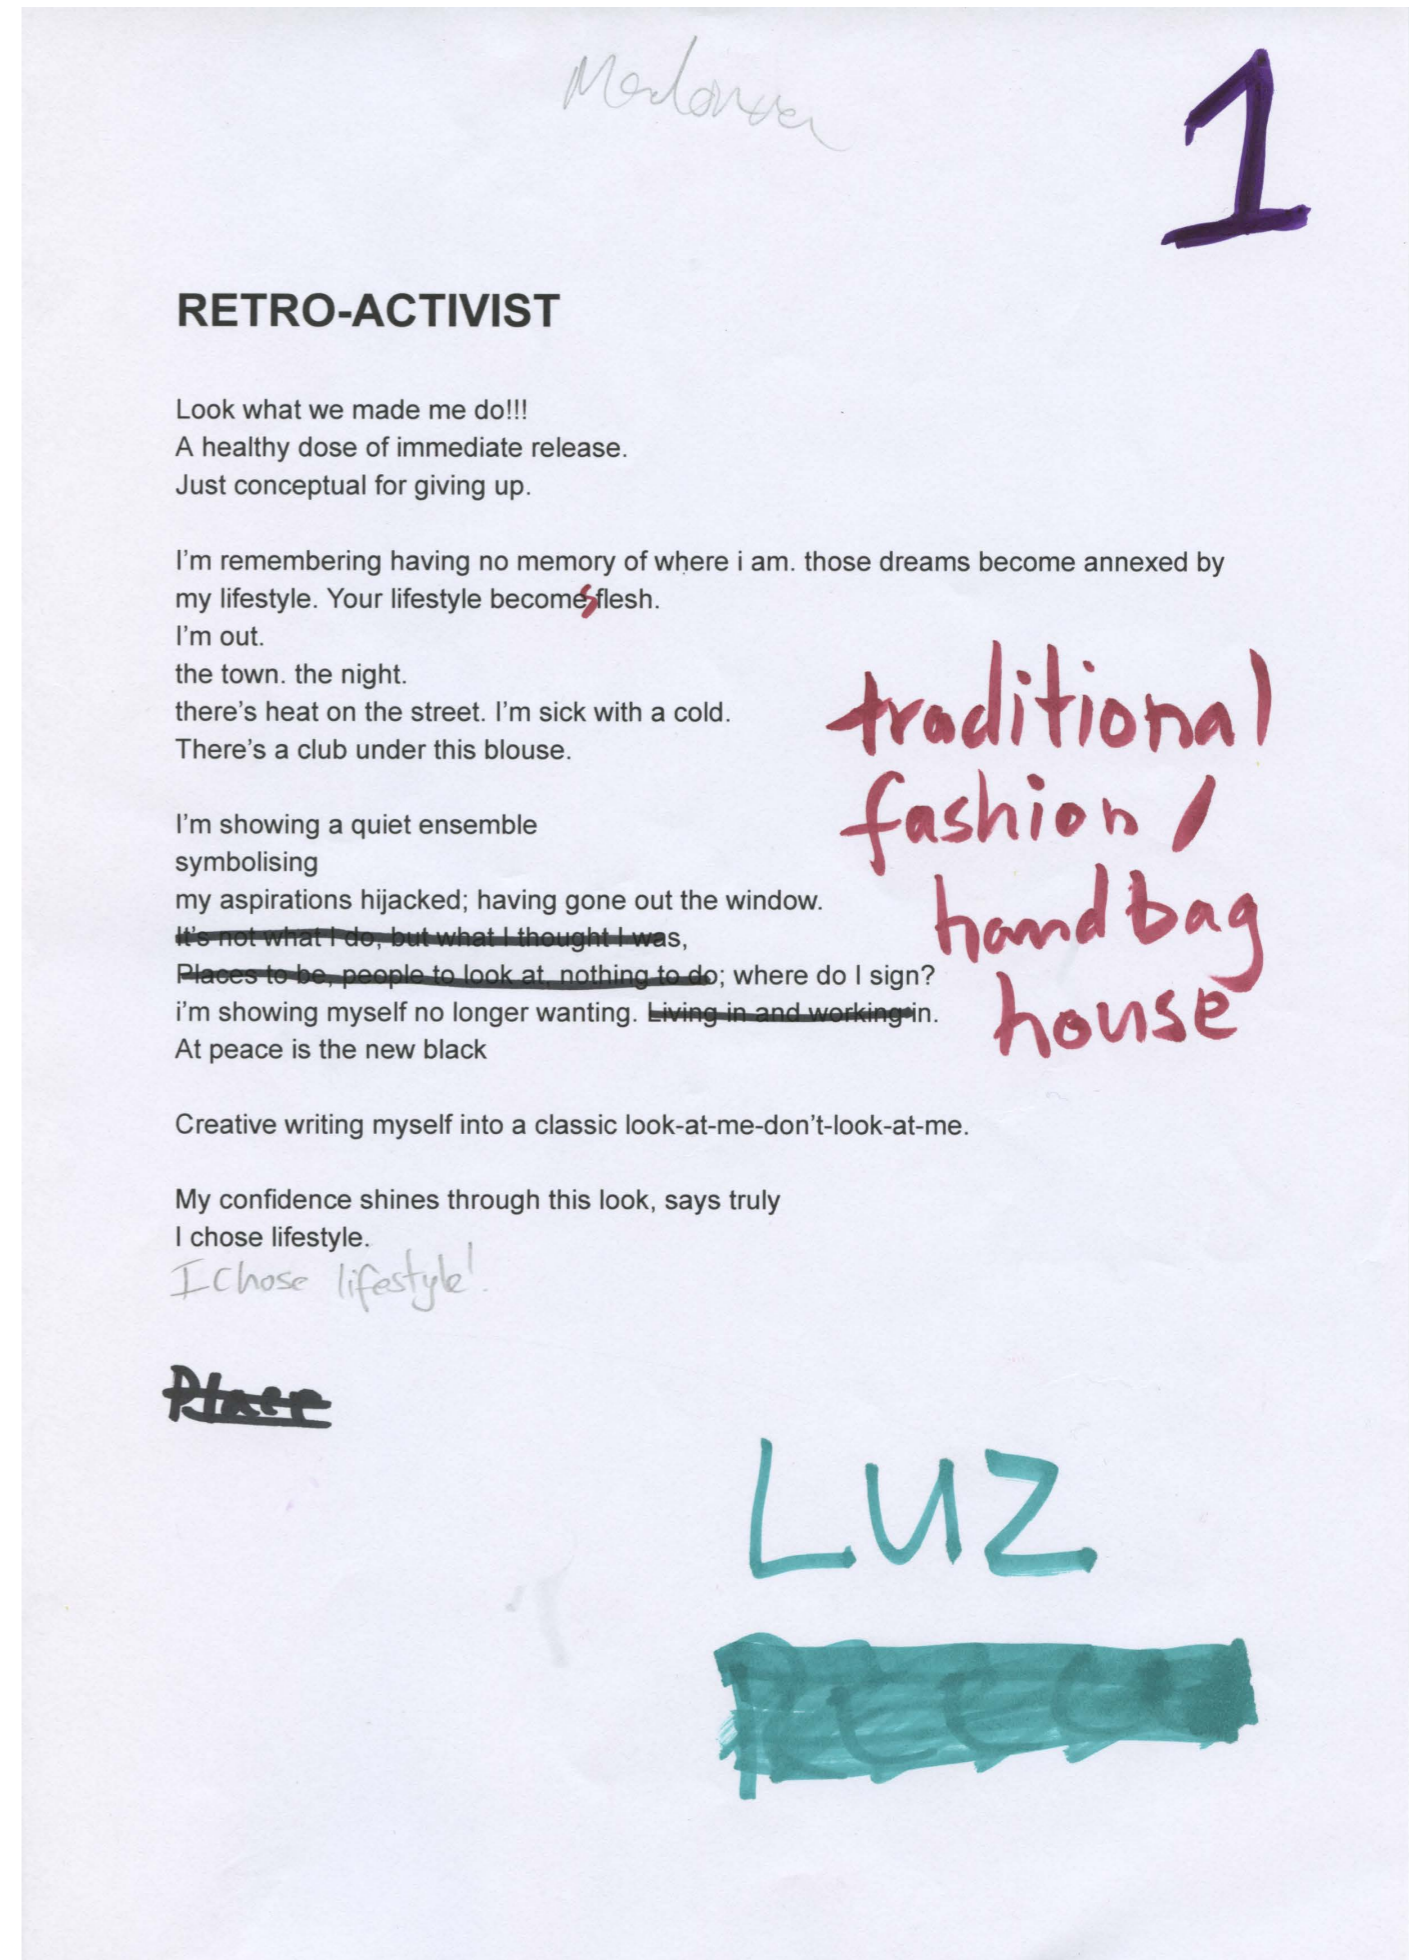 1
RETRO-ACTIVIST
Look what we made me do!!!
A healthy dose of immediate release.
Just conceptual for giving up.
I'm remembering having no memory of where i am. those dreams become annexed by
my lifestyle. Your lifestyle becomes flesh.
I'm out.
the town. the night.
there's heat on the street. I'm sick with a cold.
There's a club under this blouse.
traditional
fashion /
handbag
house
I'm showing a quiet ensemble
symbolising
my aspirations hijacked; having gone out the window.
It's not what I do, but what I thought I was,
Places to be, people to look at, nothing to do; where do I sign?
i'm showing myself no longer wanting. Living in and working in.
At peace is the new black
Creative writing myself into a classic look-at-me-don't-look-at-me.
My confidence shines through this look, says truly
I chose lifestyle.
I chose lifestyle!
Place
LUZ